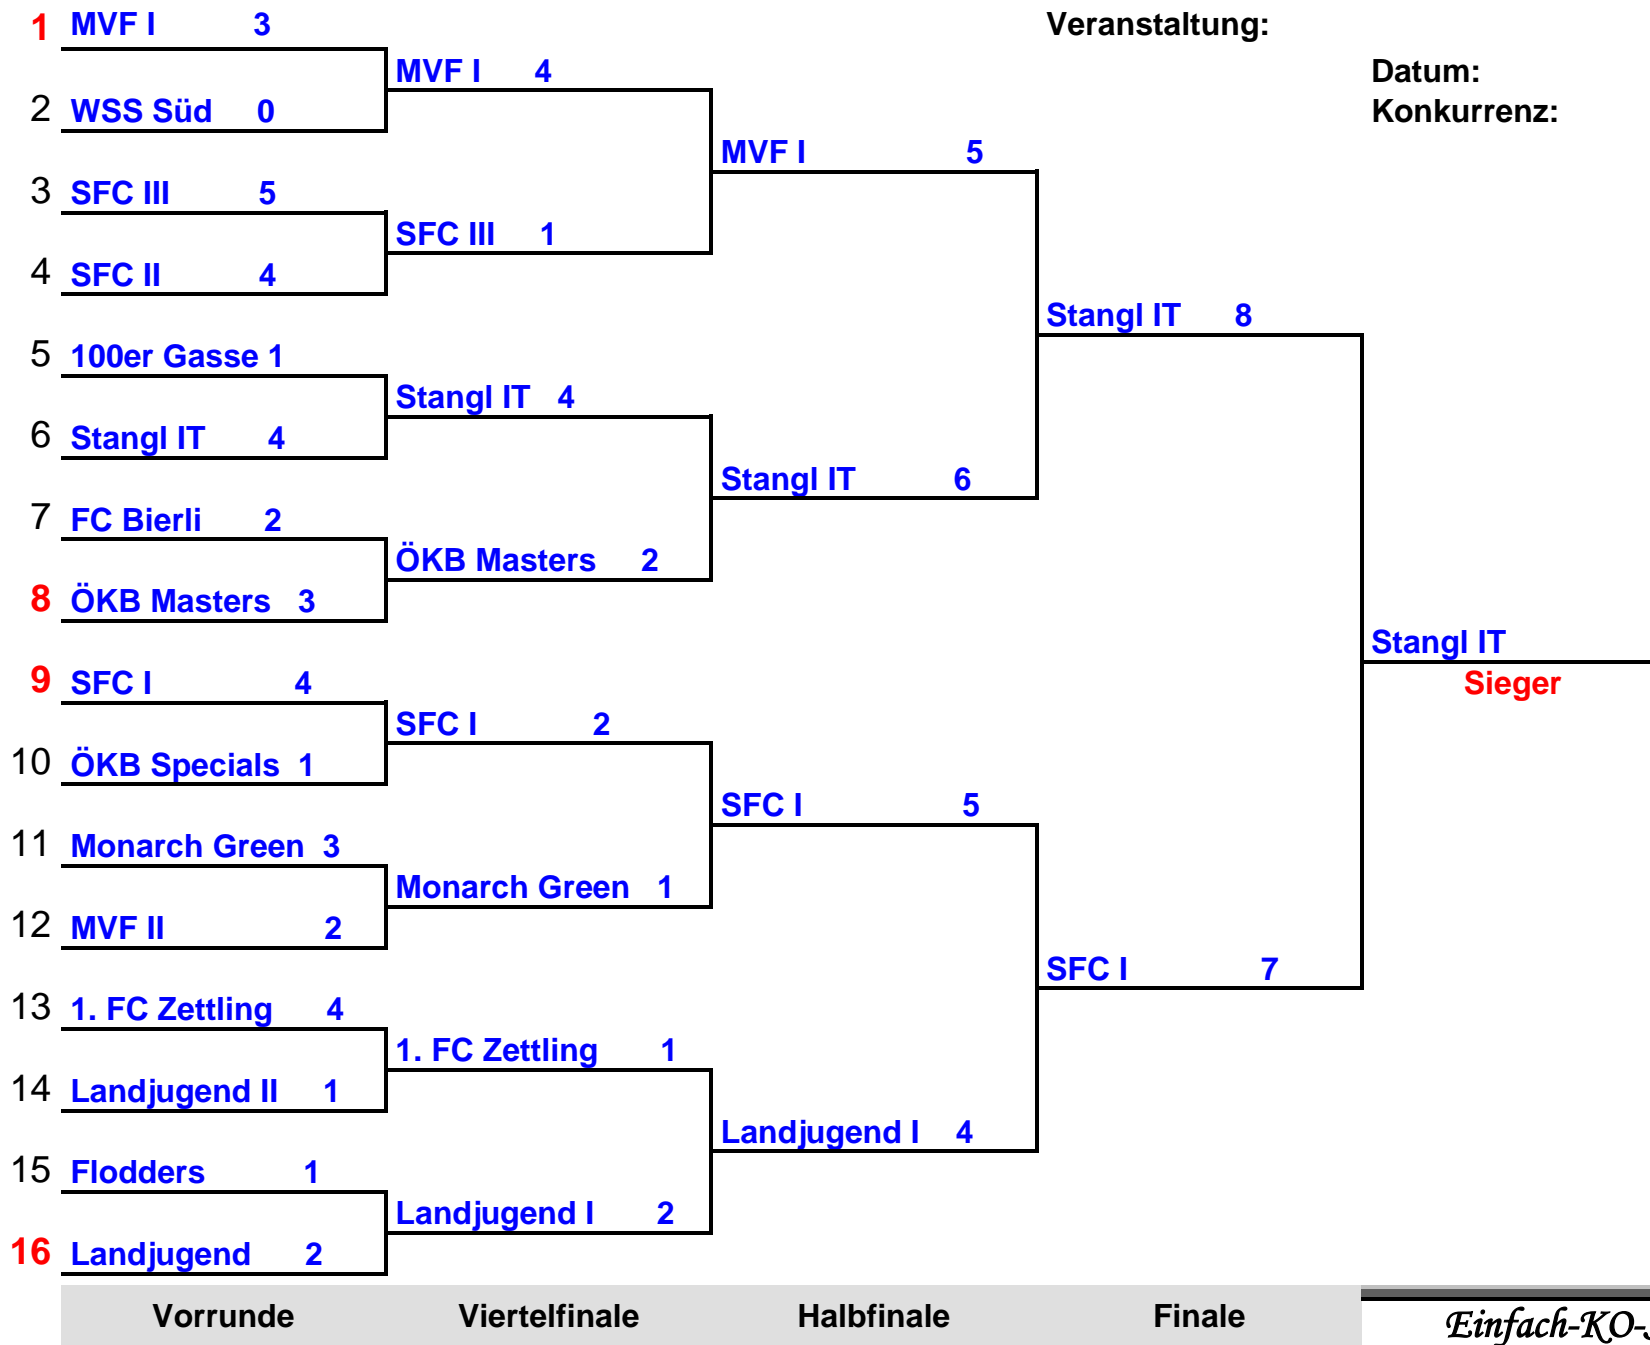 1 MVF I 3
2 WSS Süd 0
3 SFC III 5
4 SFC II 4
5 100er Gasse 1
6 Stangl IT 4
7 FC Bierli 2
8 ÖKB Masters 3
9 SFC I 4
10 ÖKB Specials 1
11 Monarch Green 3
12 MVF II 2
13 1. FC Zettling 4
14 Landjugend II 1
15 Flodders 1
16 Landjugend 2
Vorrunde
MVF I 4
SFC III 1
Stangl IT 4
ÖKB Masters 2
SFC I 2
Monarch Green 1
1. FC Zettling 1
Landjugend I 2
Viertelfinale
MVF I 5
Stangl IT 6
SFC I 5
Landjugend I 4
Halbfinale
Veranstaltung:
Stangl IT 8
SFC I 7
Finale
Datum:
Konkurrenz:
Stangl IT
Sieger
Einfach-KO-